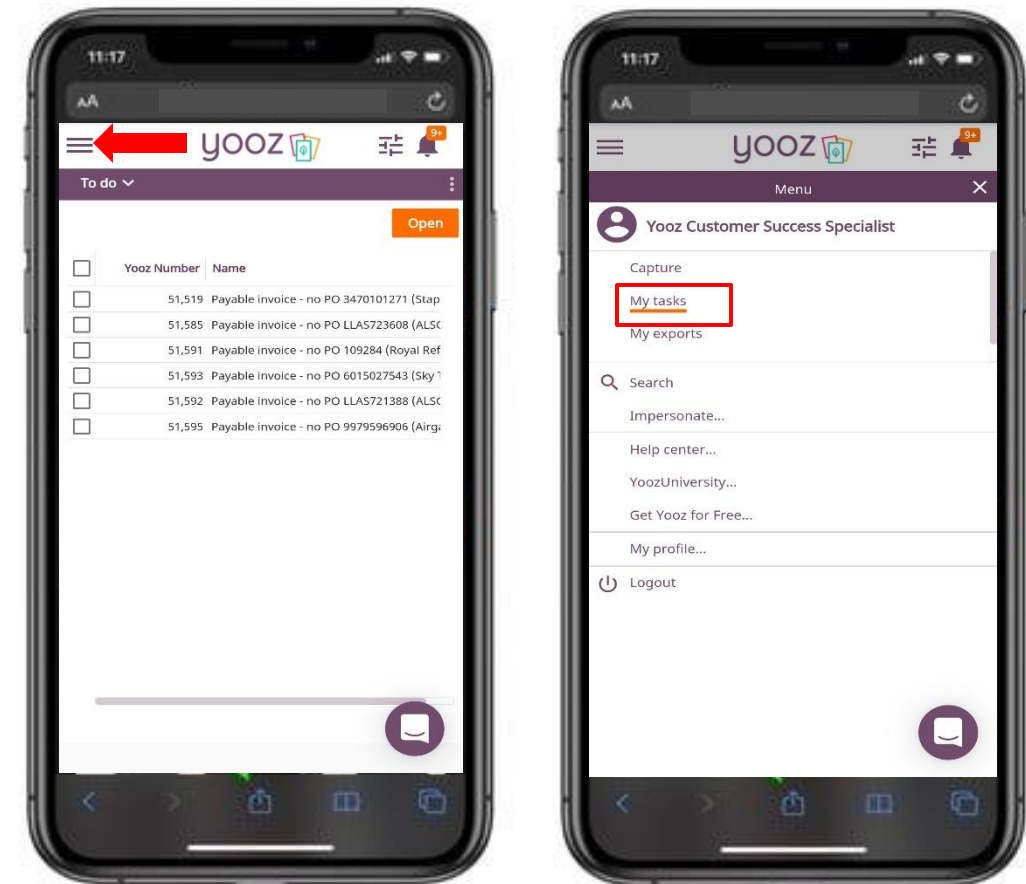 11:17
AA
yooz
9+
To do
Open
Yooz Number Name
51,519 Payable invoice - no PO 3470101271 (Stap
51,585 Payable invoice - no PO LLAS723608 (ALSC
51,591 Payable invoice - no PO 109284 (Royal Ref
51,593 Payable invoice - no PO 6015027543 (Sky T
51,592 Payable invoice - no PO LLAS721388 (ALSC
51,595 Payable invoice - no PO 9979596906 (Airga
11:17
AA
yooz
9+
Menu
Yooz Customer Success Specialist
Capture
My tasks
My exports
Search
Impersonate...
Help center...
YoozUniversity...
Get Yooz for Free...
My profile...
Logout